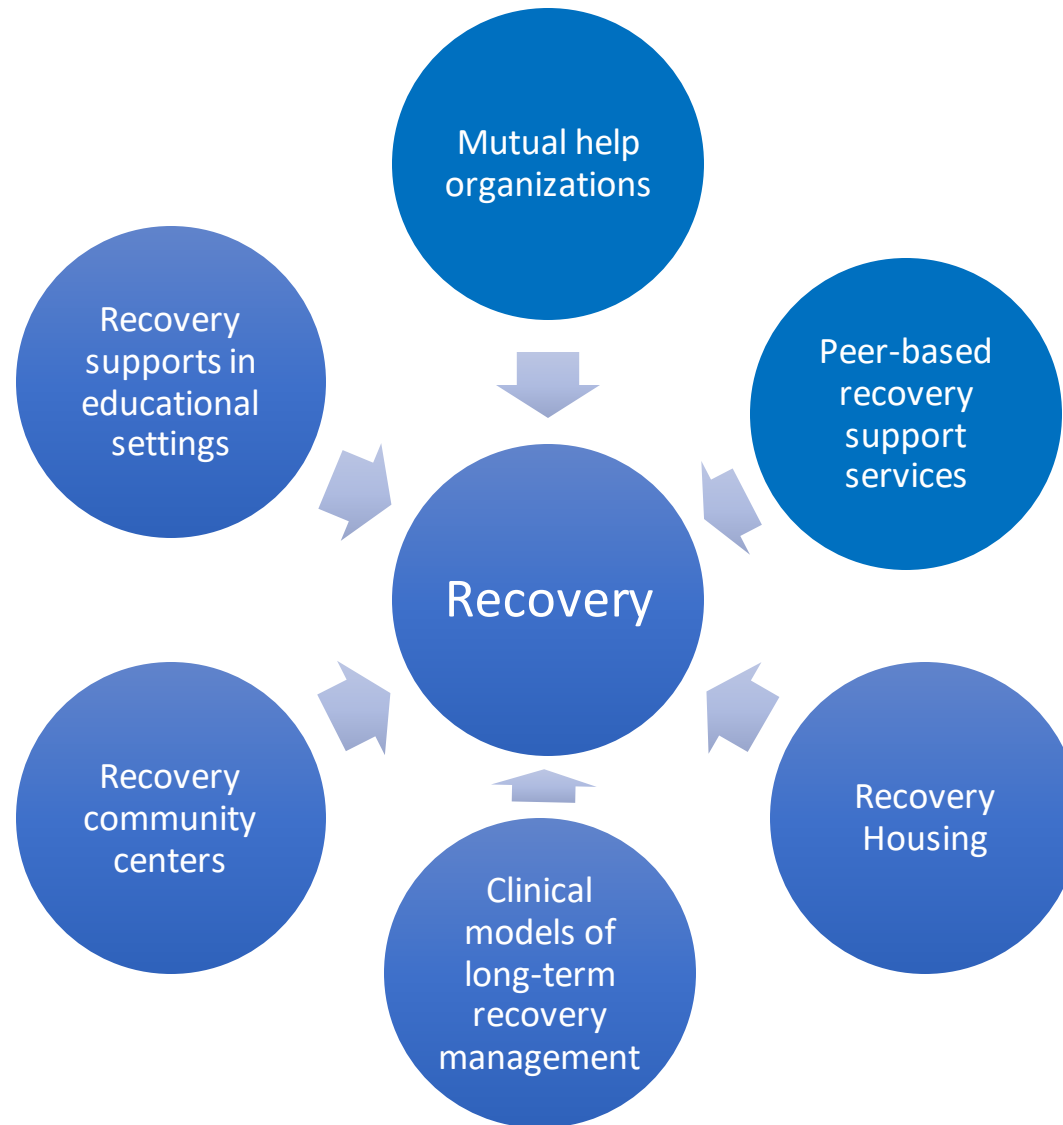 Mutual help
organizations
Recovery
supports in
educational
settings
Peer-based
recovery
support
services
Recovery
Recovery
community
centers
Recovery
Housing
Clinical
models of
long-term
recovery
management